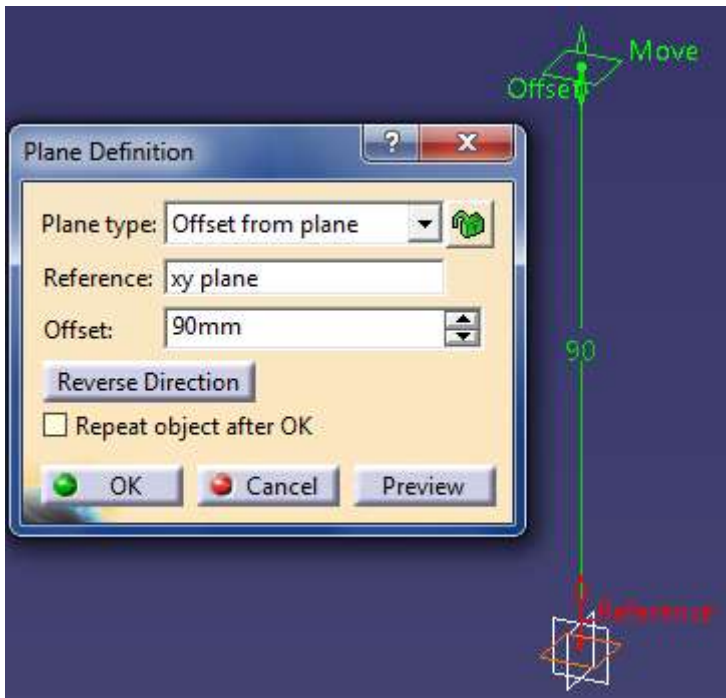 Move
Offset
Plane Definition
?
X
Plane type: Offset from plane
Reference: xy plane
Offset: 90mm
90
Reverse Direction
Repeat object after OK
OK Cancel Preview
Reference